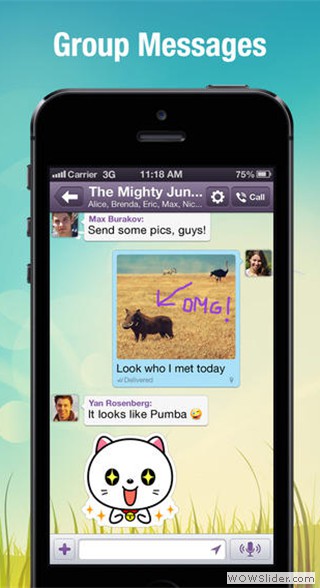 Group Messages
Carrier 3G 11:18 AM 75%
The Mighty Jun...
Alice, Brenda, Eric, Max, Nic...
Call
Max Burakov:
Send some pics, guys!
OMG!
Look who I met today
Delivered
Yan Rosenberg:
It looks like Pumba
WOWSlider.com